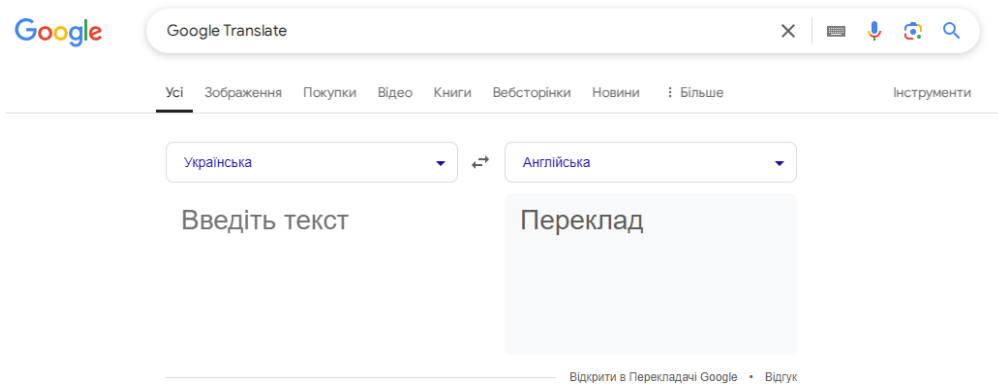 Google Google Translate
Усі Зображення Покупки Відео Книги Вебсторінки Новини Більше Інструменти
Українська Англійська
Введіть текст Переклад
Відкрити в Перекладачі Google • Відгук